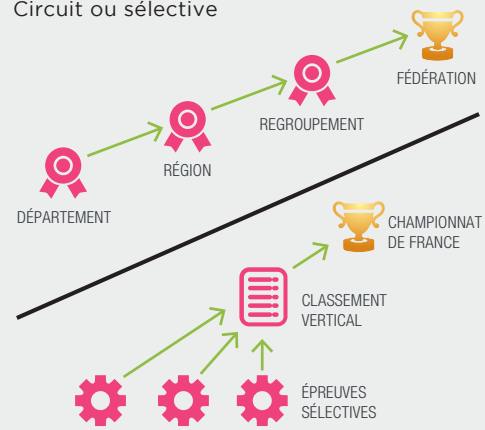 Circuit ou sélective
FÉDÉRATION
REGROUPEMENT
RÉGION
DÉPARTEMENT
CHAMPIONNAT
DE FRANCE
CLASSEMENT
VERTICAL
ÉPREUVES
SÉLECTIVES